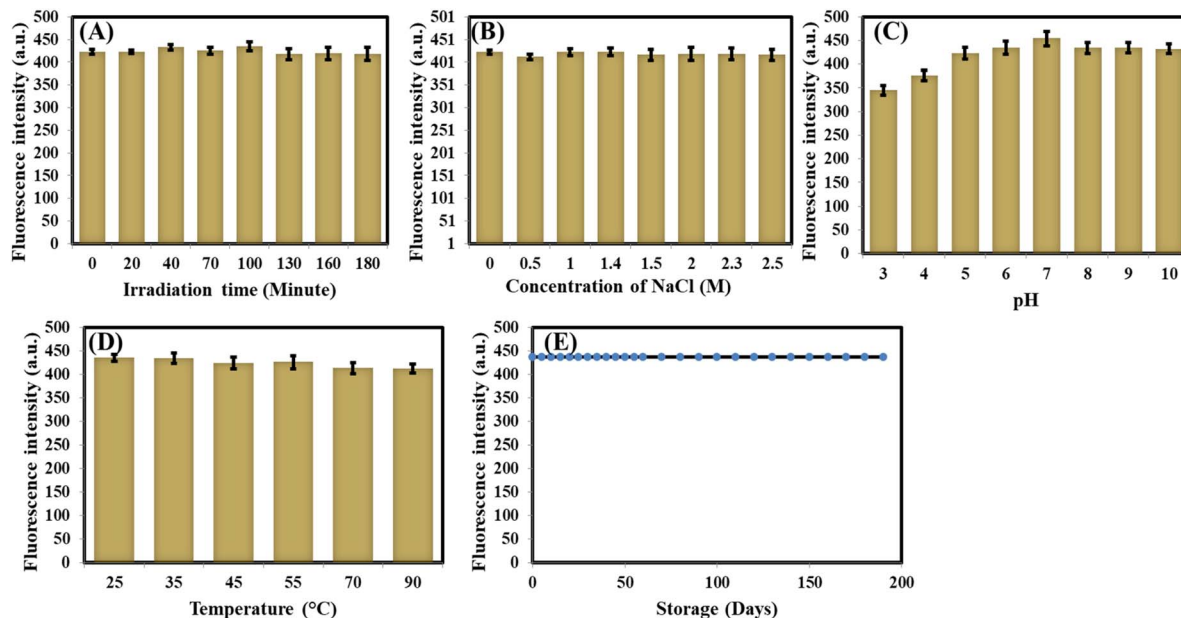 (A)
Fluorescence intensity (a.u.)
500
450
400
350
300
250
200
150
100
50
0
0 20 40 70 100 130 160 180
Irradiation time (Minute)
(B)
Fluorescence intensity (a.u.)
501
451
401
351
301
251
201
151
101
51
1
0 0.5 1 1.4 1.5 2 2.3 2.5
Concentration of NaCl (M)
(C)
Fluorescence intensity (a.u.)
500
450
400
350
300
250
200
150
100
50
0
3 4 5 6 7 8 9 10
pH
(D)
Fluorescence intensity (a.u.)
500
450
400
350
300
250
200
150
100
50
0
25 35 45 55 70 90
Temperature (°C)
(E)
Fluorescence intensity (a.u.)
500
450
400
350
300
250
200
150
100
50
0
0 50 100 150 200
Storage (Days)